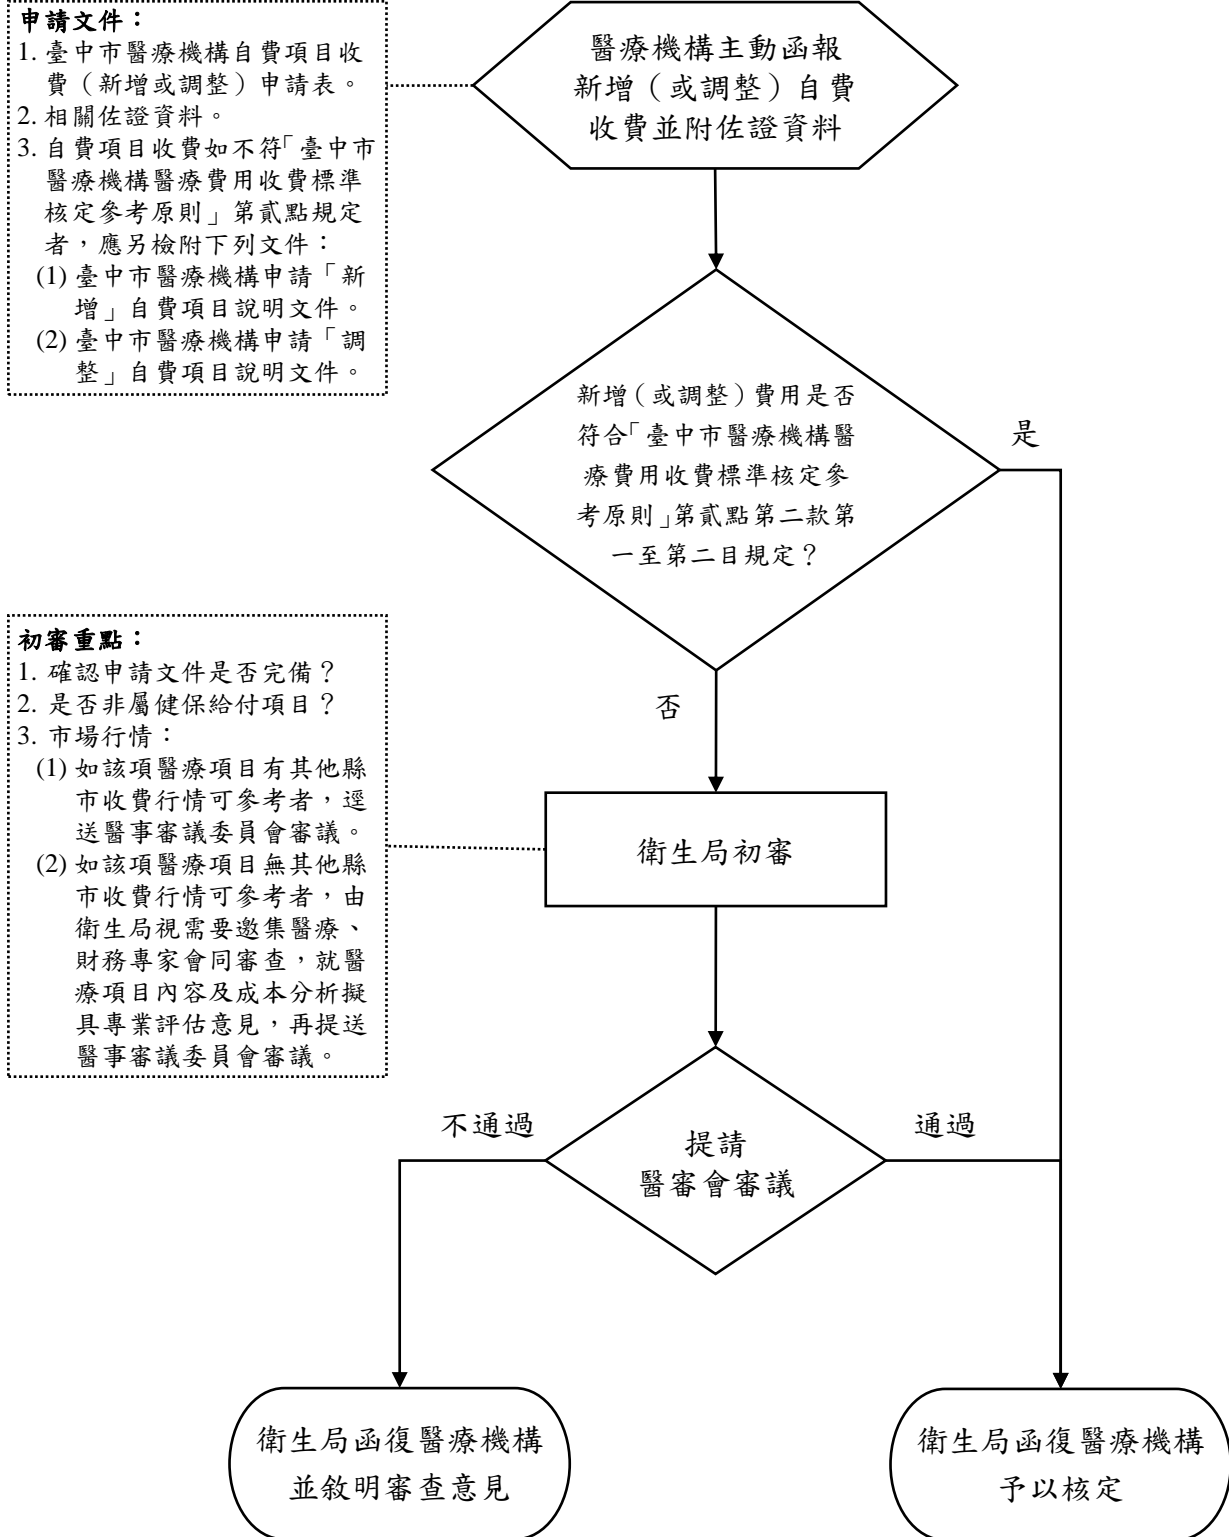 申請文件：
1. 臺中市醫療機構自費項目收
費（新增或調整）申請表。
2. 相關佐證資料。
3. 自費項目收費如不符「臺中市
醫療機構醫療費用收費標準
核定參考原則」第貳點規定
者，應另檢附下列文件：
(1) 臺中市醫療機構申請「新
增」自費項目說明文件。
(2) 臺中市醫療機構申請「調
整」自費項目說明文件。
醫療機構主動函報
新增（或調整）自費
收費並附佐證資料
新增（或調整）費用是否
符合「臺中市醫療機構醫
療費用收費標準核定參
考原則」第貳點第二款第
一至第二目規定？
是
否
初審重點：
1. 確認申請文件是否完備？
2. 是否非屬健保給付項目？
3. 市場行情：
(1) 如該項醫療項目有其他縣
市收費行情可參考者，逕
送醫事審議委員會審議。
(2) 如該項醫療項目無其他縣
市收費行情可參考者，由
衛生局視需要邀集醫療、
財務專家會同審查，就醫
療項目內容及成本分析擬
具專業評估意見，再提送
醫事審議委員會審議。
衛生局初審
不通過
提請
醫審會審議
通過
衛生局函復醫療機構
並敘明審查意見
衛生局函復醫療機構
予以核定